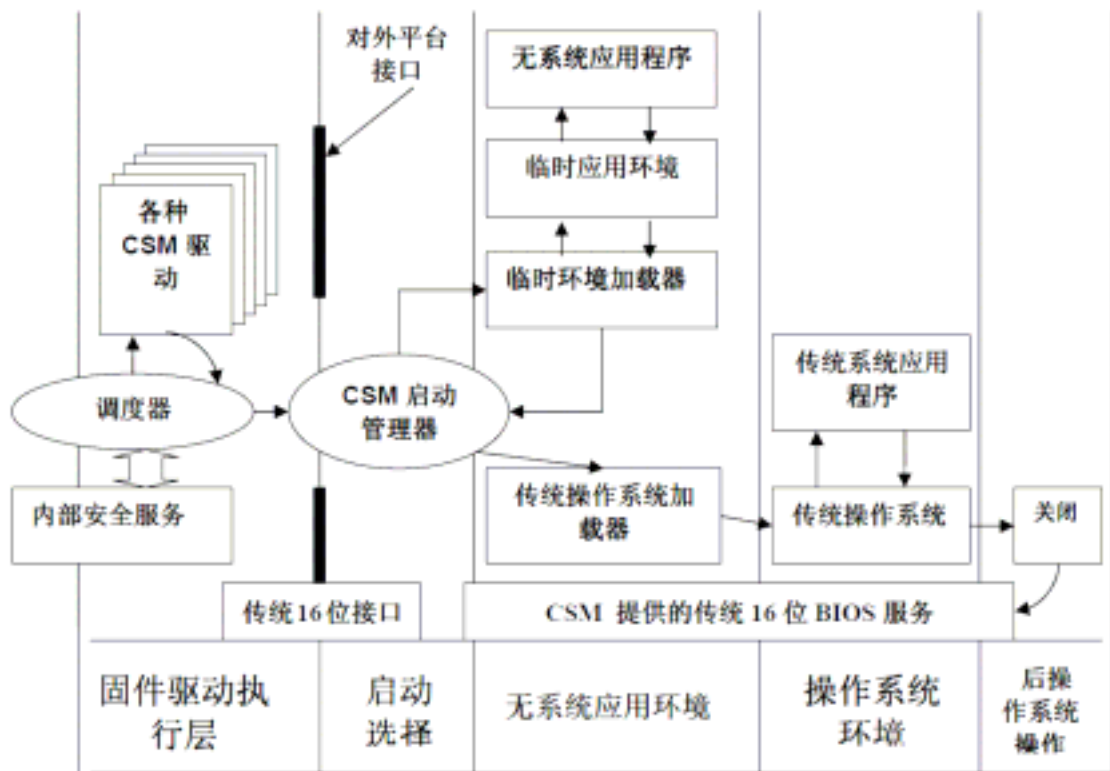 对外平台
接口
无系统应用程序
临时应用环境
各种
CSM 驱
动
临时环境加载器
传统系统应用
程序
调度器
CSM 启动
管理器
内部安全服务
传统操作系统加
载器
传统操作系统
关闭
传统16位接口
CSM 提供的传统 16 位 BIOS 服务
固件驱动执
行层
启动
选择
无系统应用环境
操作系统
环境
后操
作系统
操作